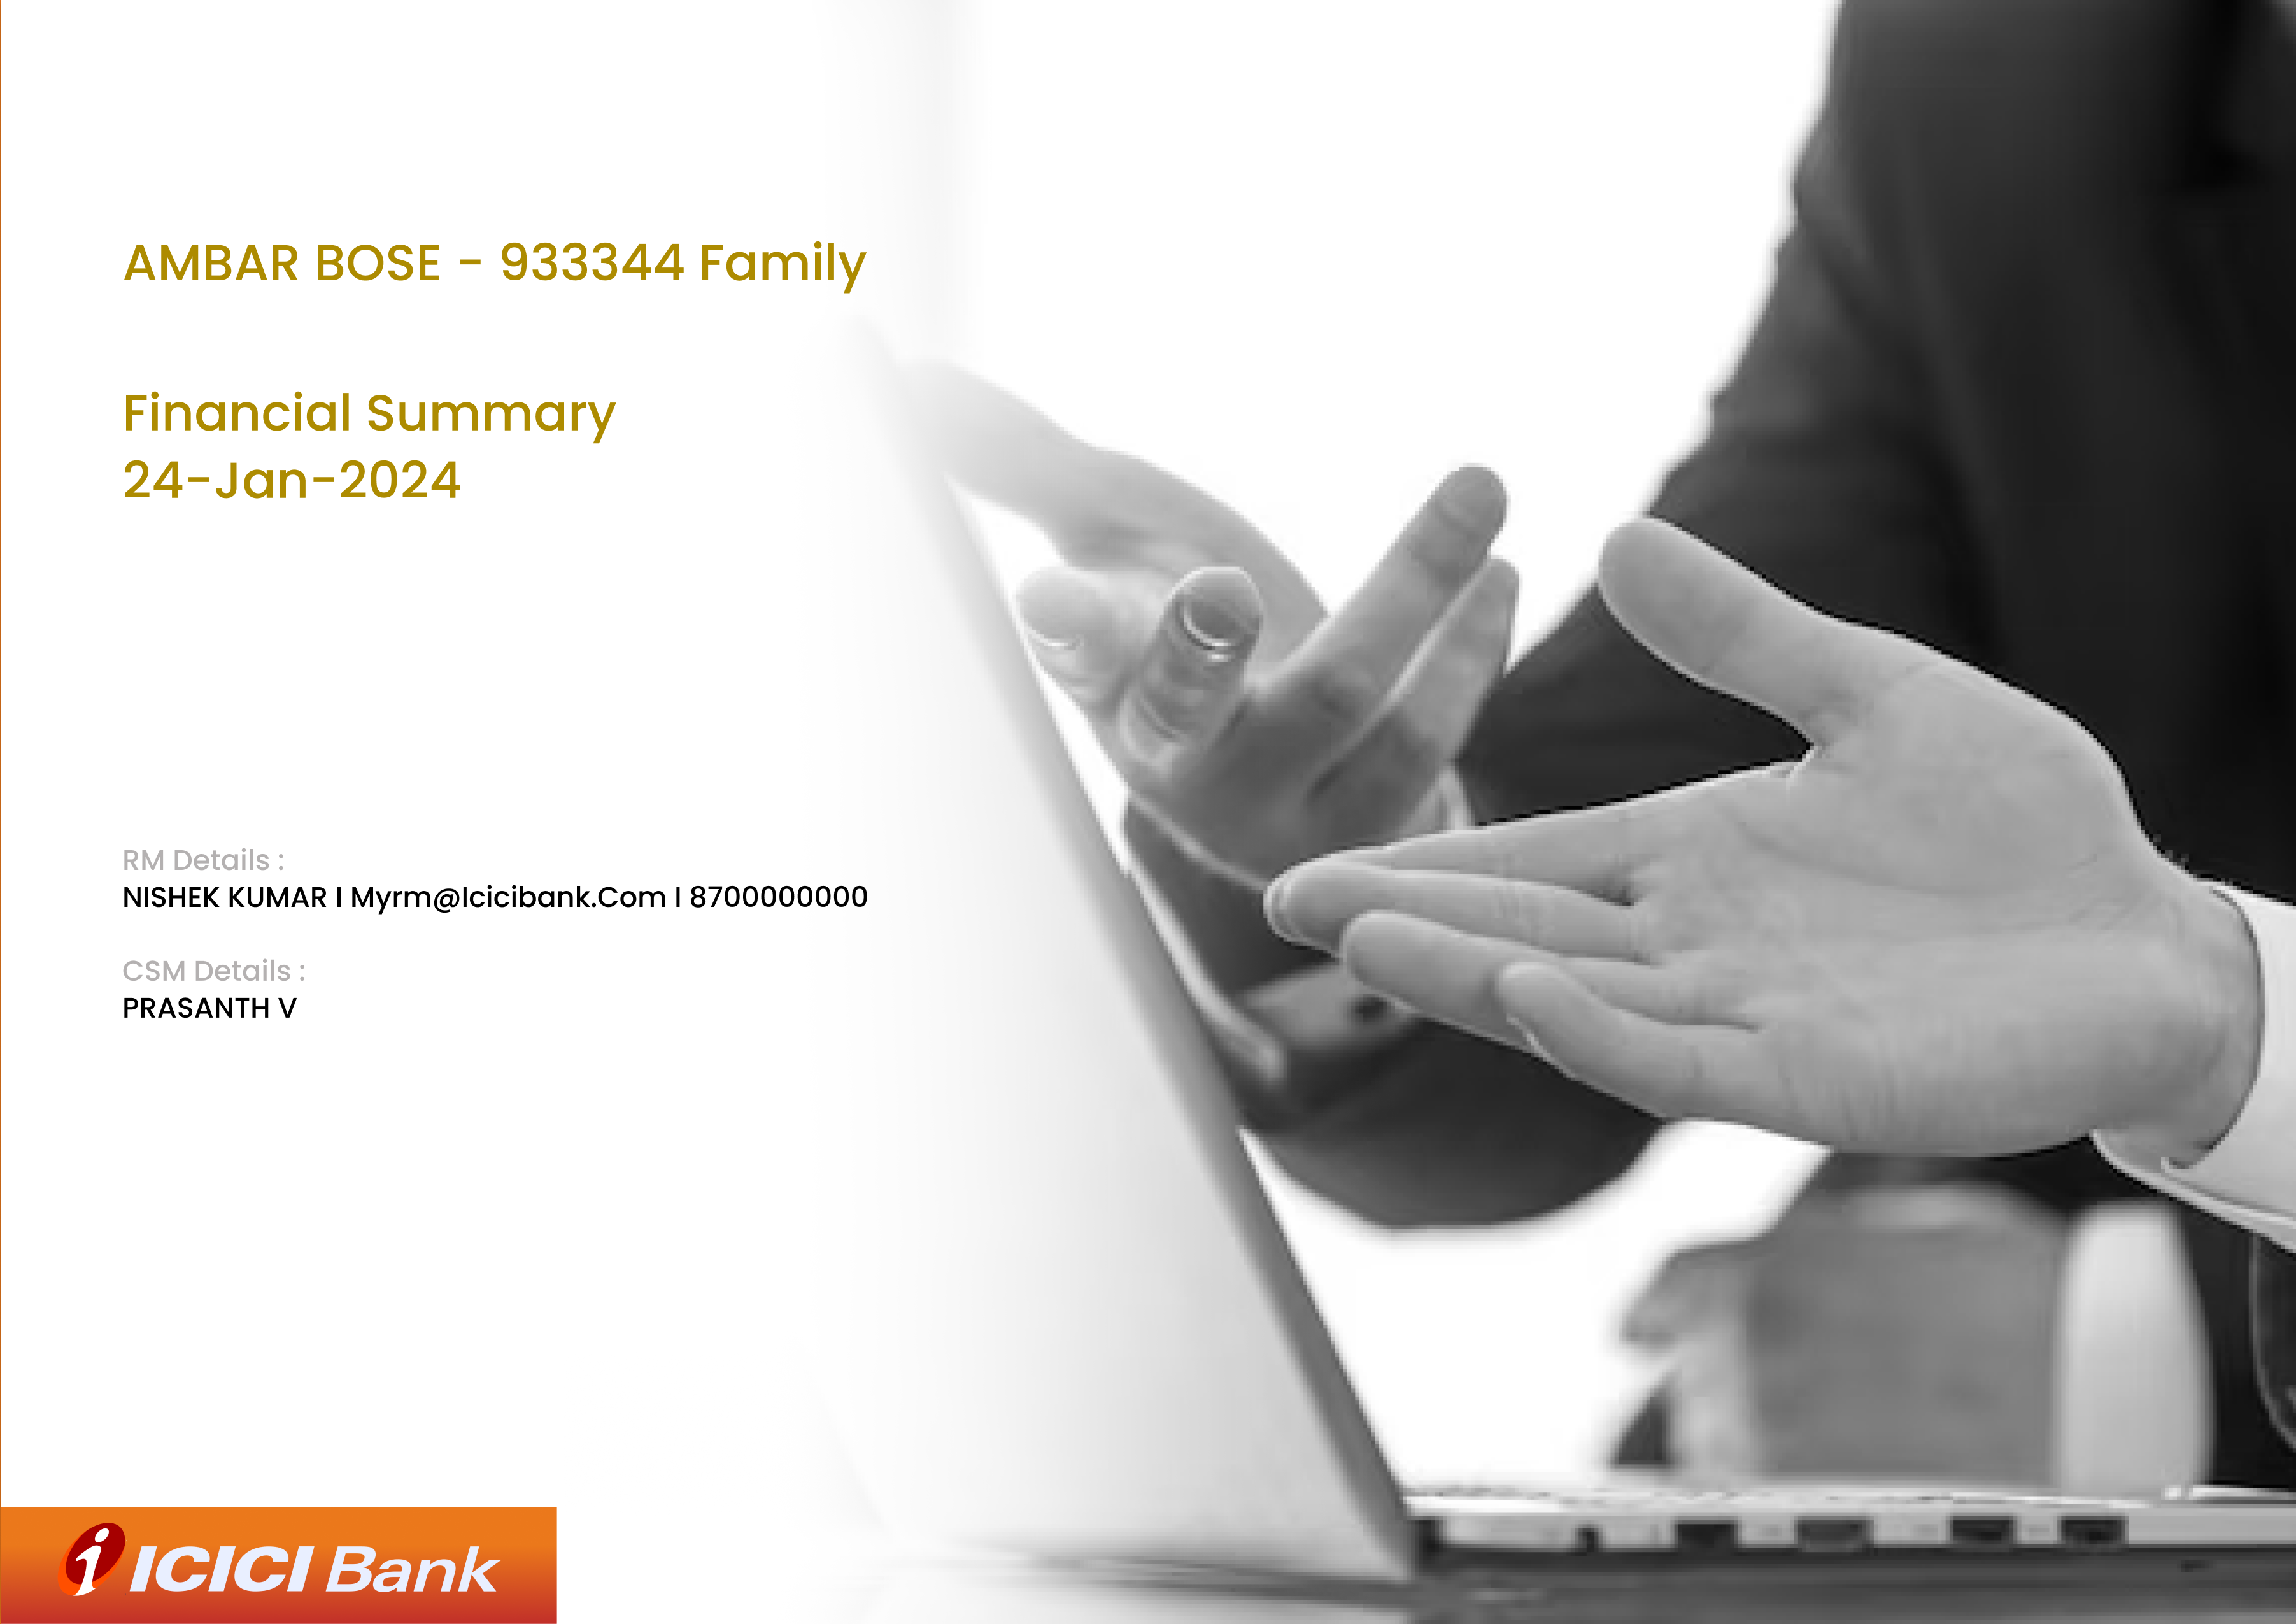 AMBAR BOSE - 933344 Family
Financial Summary
24-Jan-2024
RM Details :
NISHEK KUMAR I Myrm@Icicibank.Com I 8700000000
CSM Details :
PRASANTH V
i ICICI Bank